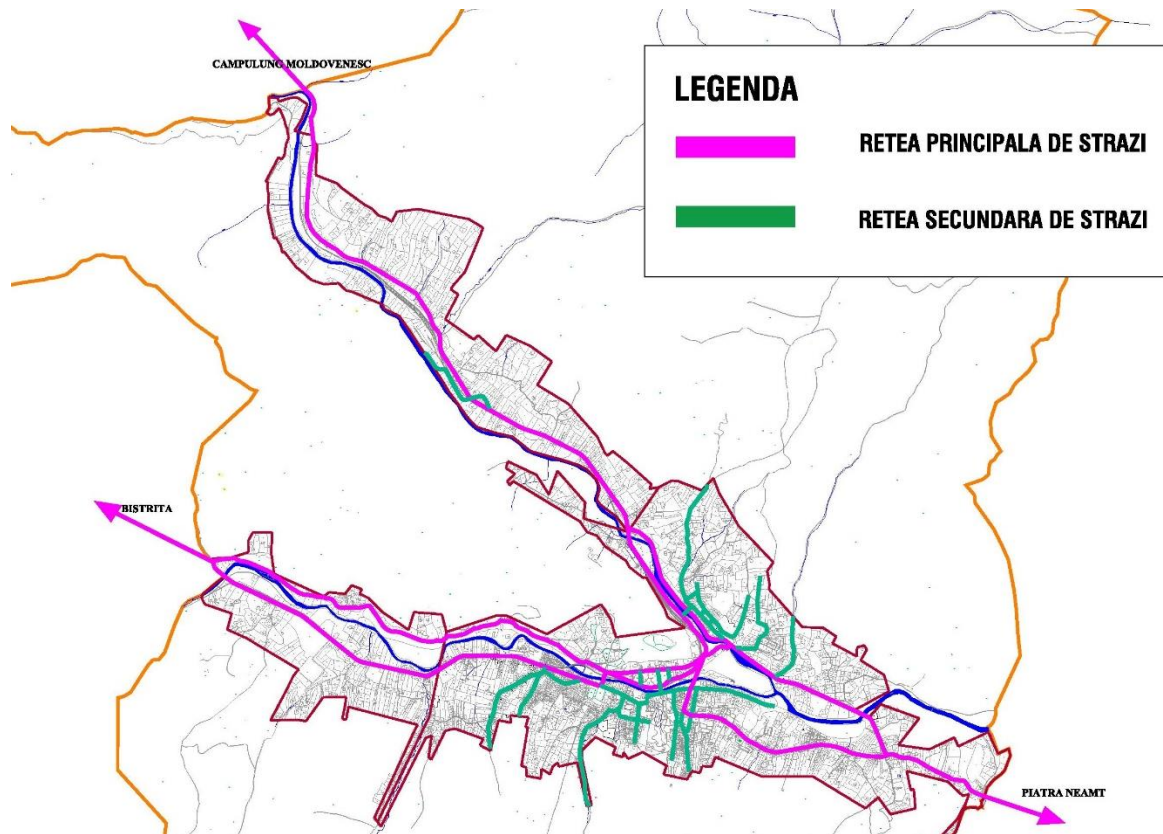 CAMPULUNG MOLDOVENESC
LEGENDA
RETEA PRINCIPALA DE STRAZI
RETEA SECUNDARA DE STRAZI
BISTRITA
PIATRA NEAMT